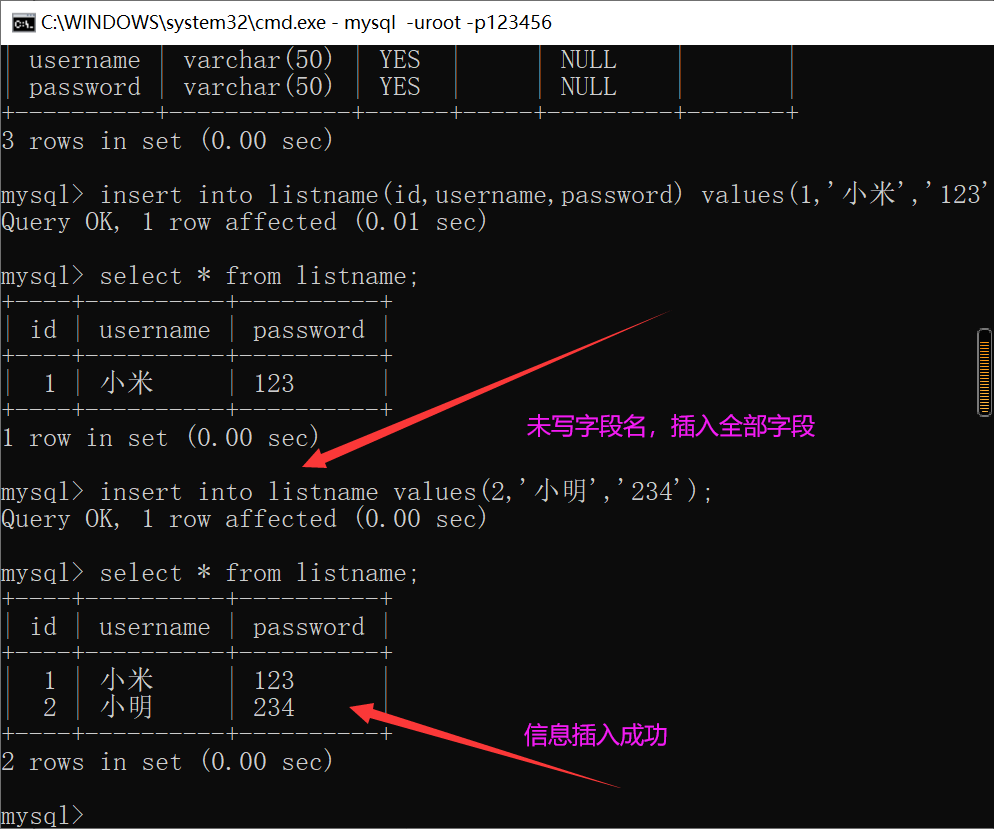 C:\WINDOWS\system32\cmd.exe - mysql  -uroot -p123456
| username | varchar(50) | YES  |     | NULL    |       |
| password | varchar(50) | YES  |     | NULL    |       |
+----------+-------------+------+-----+---------+-------+
3 rows in set (0.00 sec)
mysql> insert into listname(id,username,password) values(1,'小米','123'
Query OK, 1 row affected (0.01 sec)
mysql> select * from listname;
+----+----------+----------+
| id | username | password |
+----+----------+----------+
|  1 | 小米     | 123      |
+----+----------+----------+
1 row in set (0.00 sec)
未写字段名，插入全部字段
mysql> insert into listname values(2,'小明','234');
Query OK, 1 row affected (0.00 sec)
mysql> select * from listname;
+----+----------+----------+
| id | username | password |
+----+----------+----------+
|  1 | 小米     | 123      |
|  2 | 小明     | 234      |
+----+----------+----------+
信息插入成功
2 rows in set (0.00 sec)
mysql>